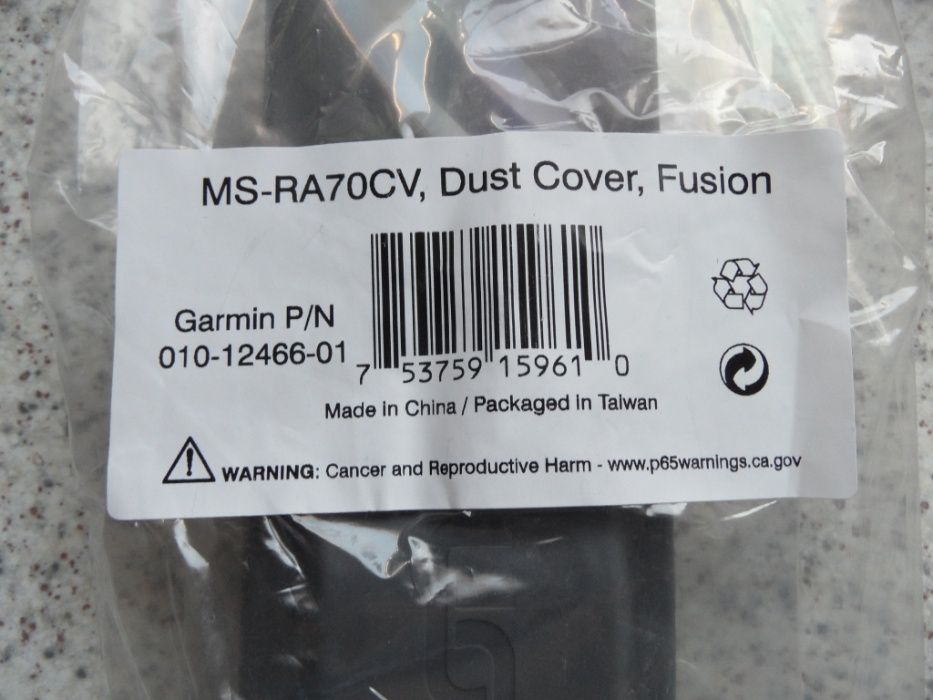 MS-RA70CV, Dust Cover, Fusion
Garmin P/N
010-12466-01
7 53759 15961 0
Made in China / Packaged in Taiwan
WARNING: Cancer and Reproductive Harm - www.p65warnings.ca.gov